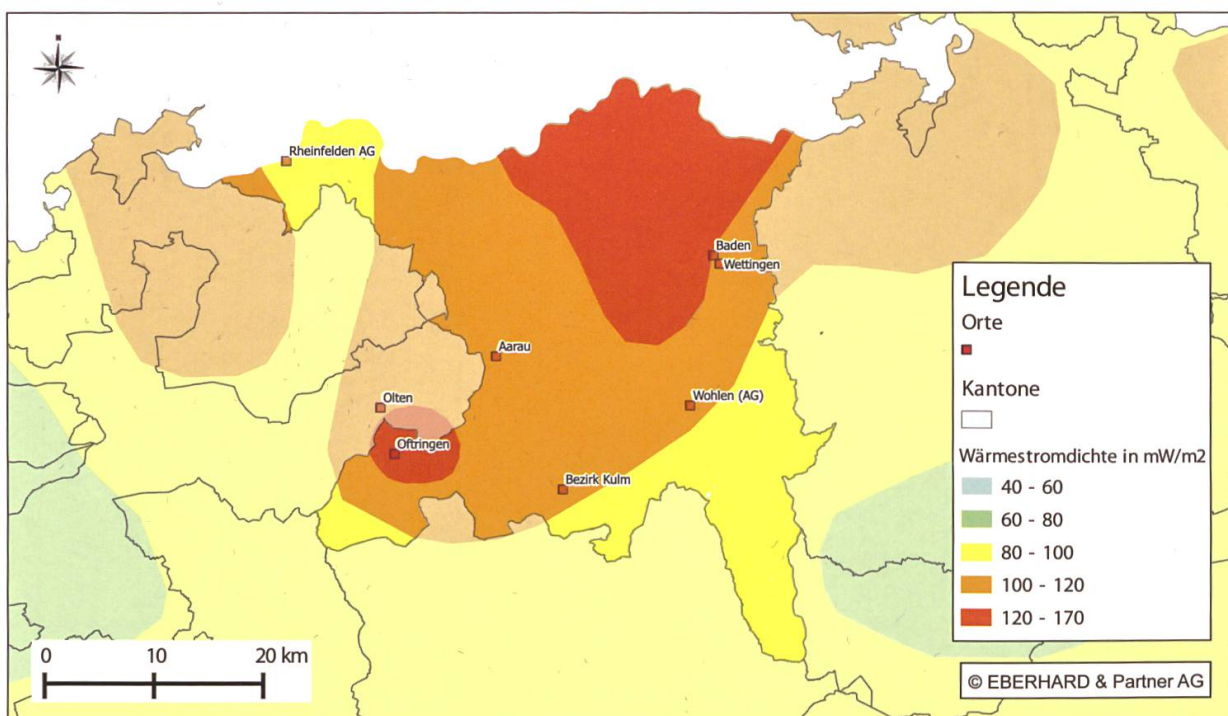 Rheinfelden AG
Baden
Wettingen
Aarau
Olten
Wohlen (AG)
Oftringen
Bezirk Kulm
Legende
Orte
Kantone
Wärmestromdichte in mW/m2
40 - 60
60 - 80
80 - 100
100 - 120
120 - 170
0 10 20 km
© EBERHARD & Partner AG